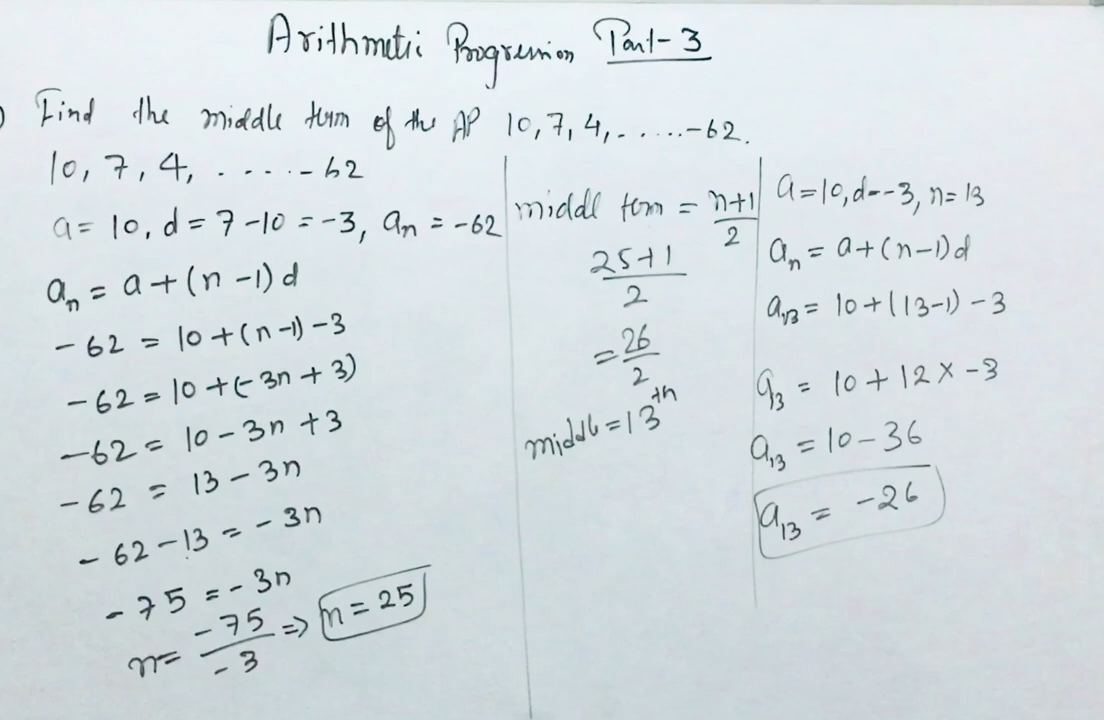 Arithmetic Progression Part-3
Find the middle term of the AP 10, 7, 4, ......-62.
10, 7, 4, .....-62
a = 10, d = 7-10 = -3, an = -62
an = a + (n-1) d
-62 = 10 + (n-1) -3
-62 = 10 + (-3n + 3)
-62 = 10 - 3n + 3
-62 = 13 - 3n
-62 - 13 = -3n
-75 = -3n
n = -75/-3 => n = 25
middl term = n+1/2
25+1/2
= 26/2
middl = 13th
a = 10, d = -3, n = 13
an = a + (n-1) d
a13 = 10 + (13-1) -3
a13 = 10 + 12 x -3
a13 = 10 - 36
a13 = -26